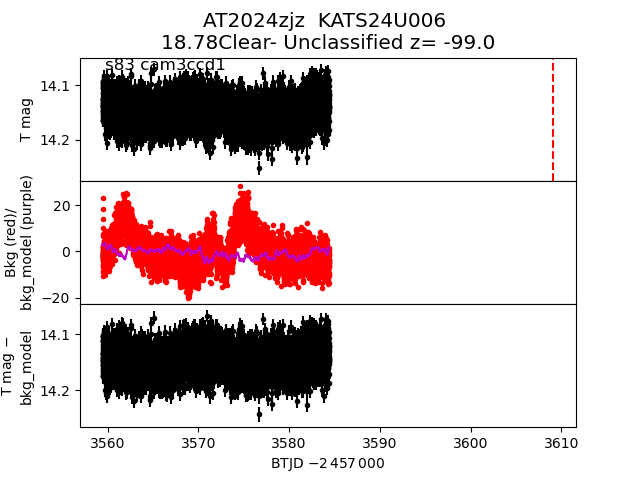 AT2024zjz KATS24U006
18.78Clear- Unclassified z= -99.0
s83 cam3ccd1
14.1
14.2
T mag
20
0
−20
Bkg (red)/
bkg_model (purple)
14.1
14.2
T mag −
bkg_model
3560 3570 3580 3590 3600 3610
BTJD −2 457 000